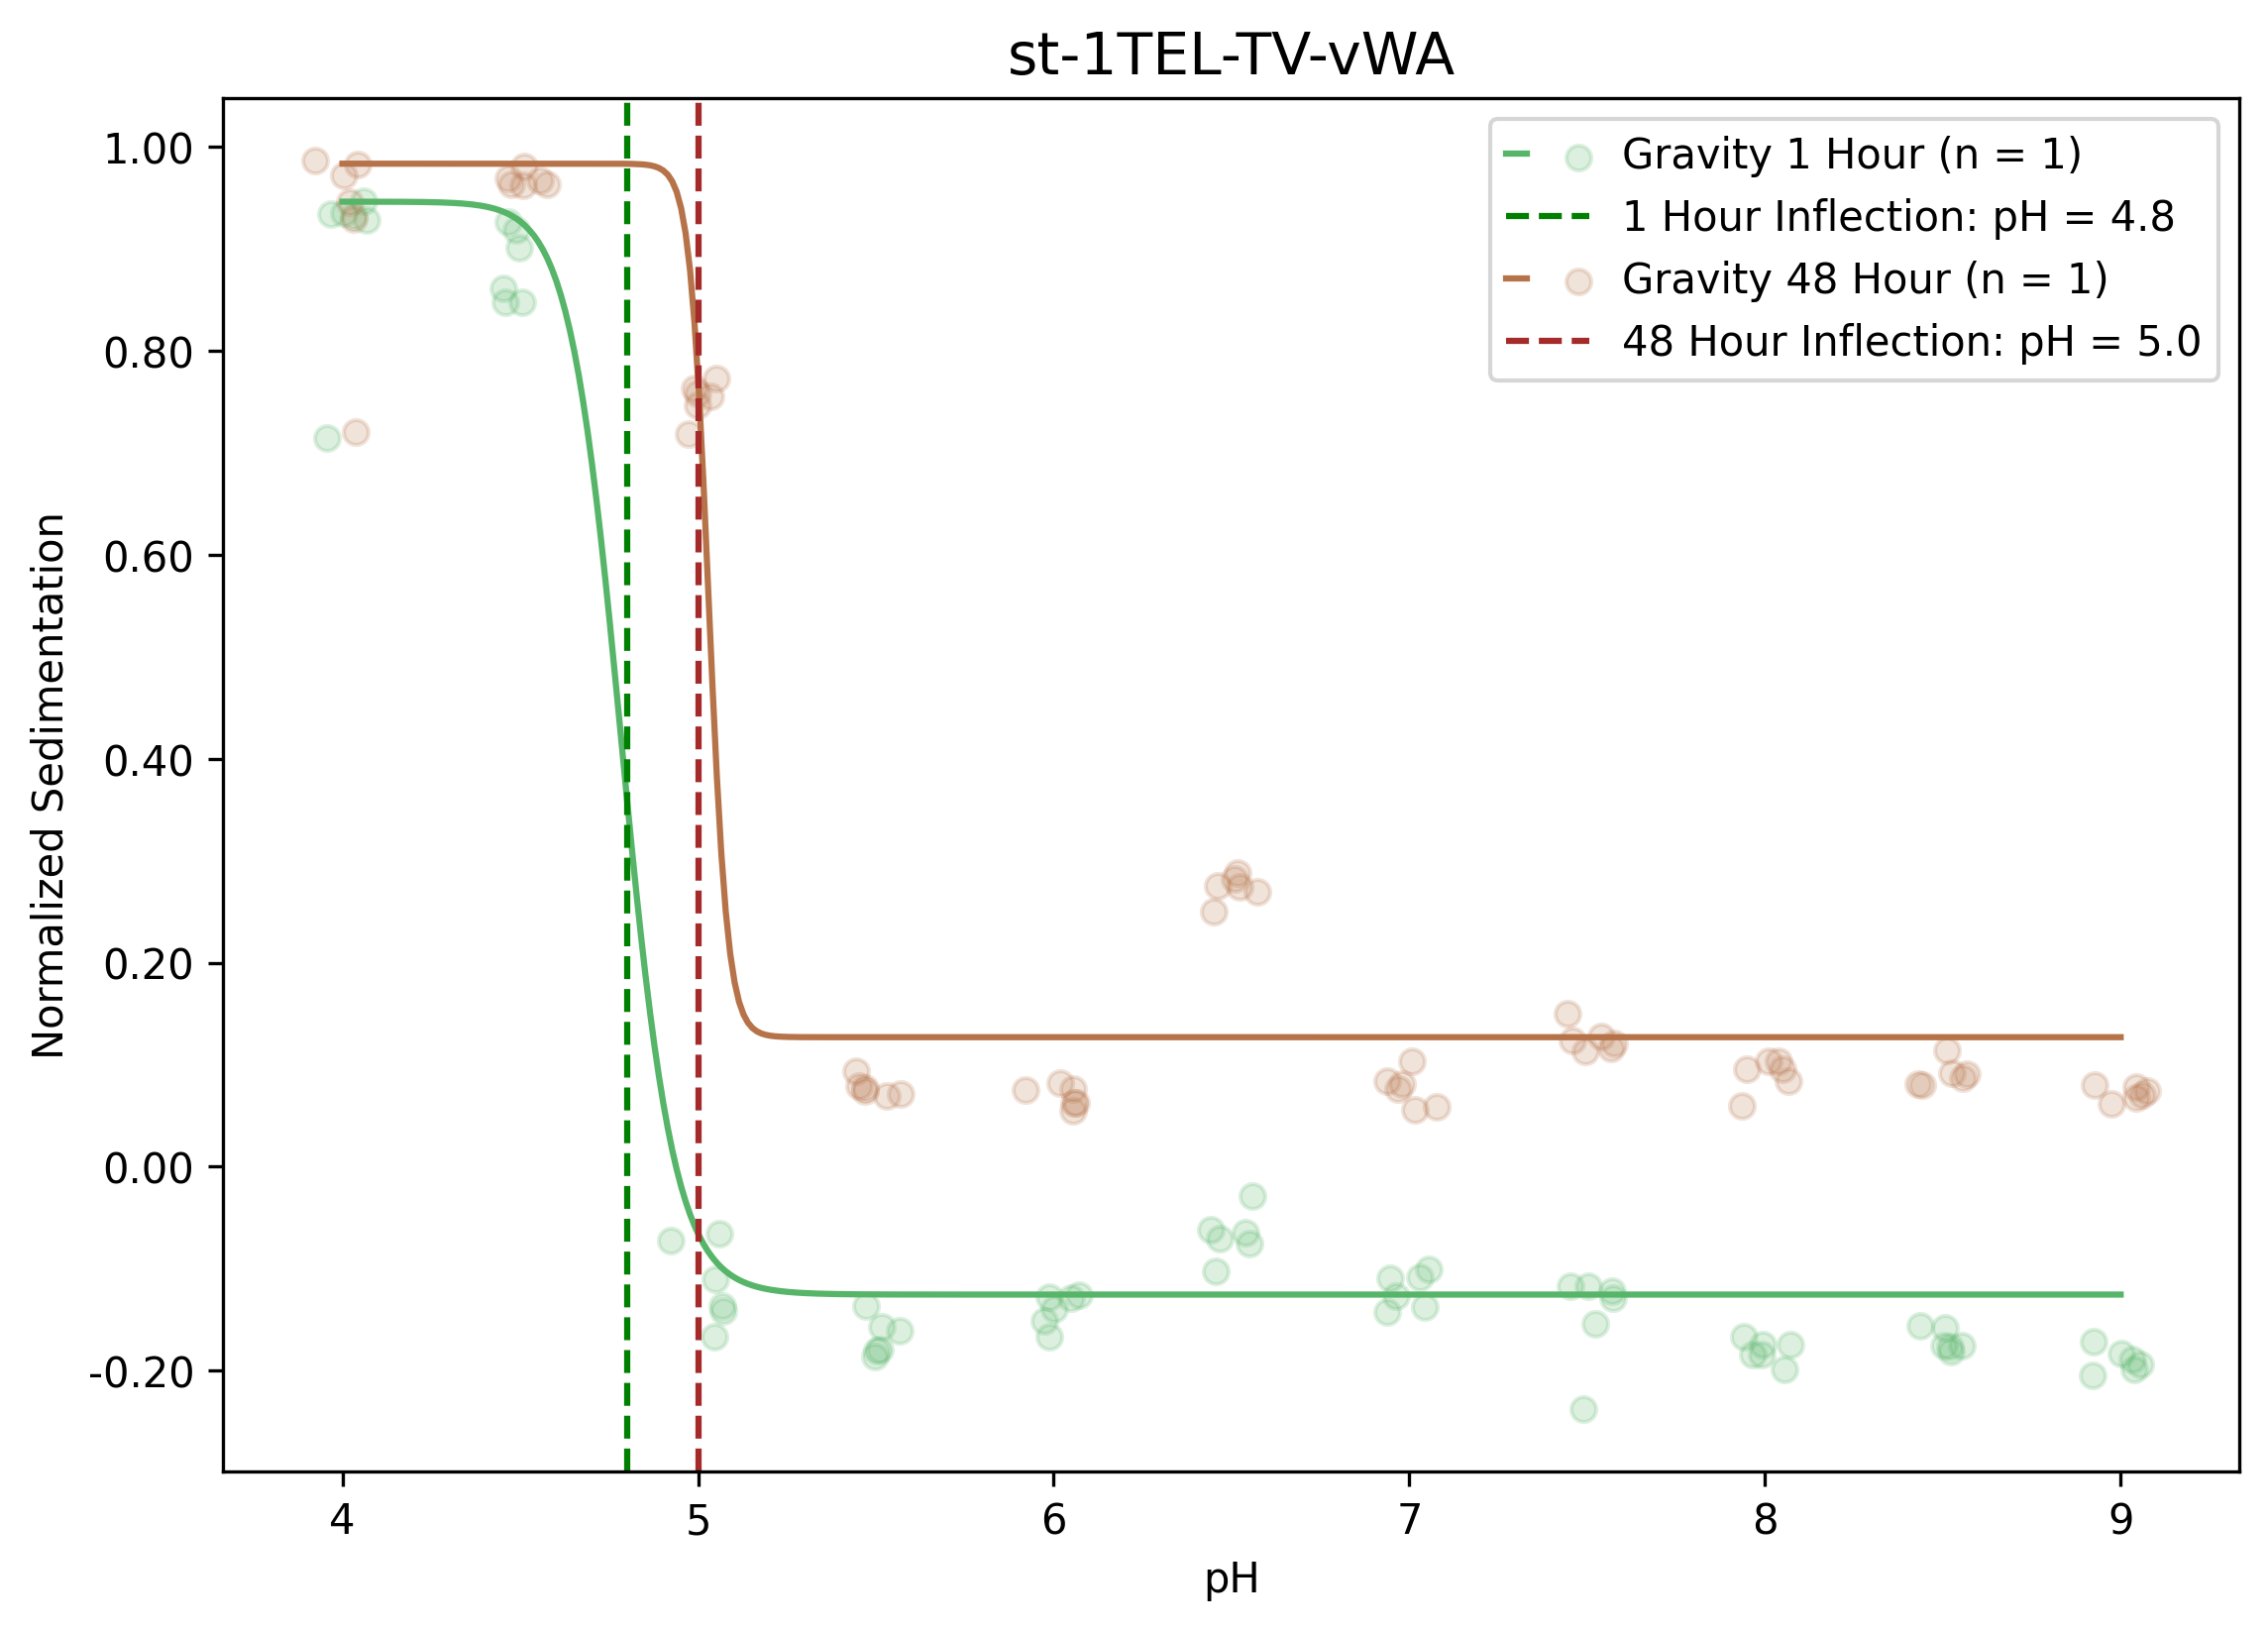 st-1TEL-TV-vWA
Gravity 1 Hour (n = 1)
1 Hour Inflection: pH = 4.8
Gravity 48 Hour (n = 1)
48 Hour Inflection: pH = 5.0
Normalized Sedimentation
1.00
0.80
0.60
0.40
0.20
0.00
-0.20
4 5 6 7 8 9
pH